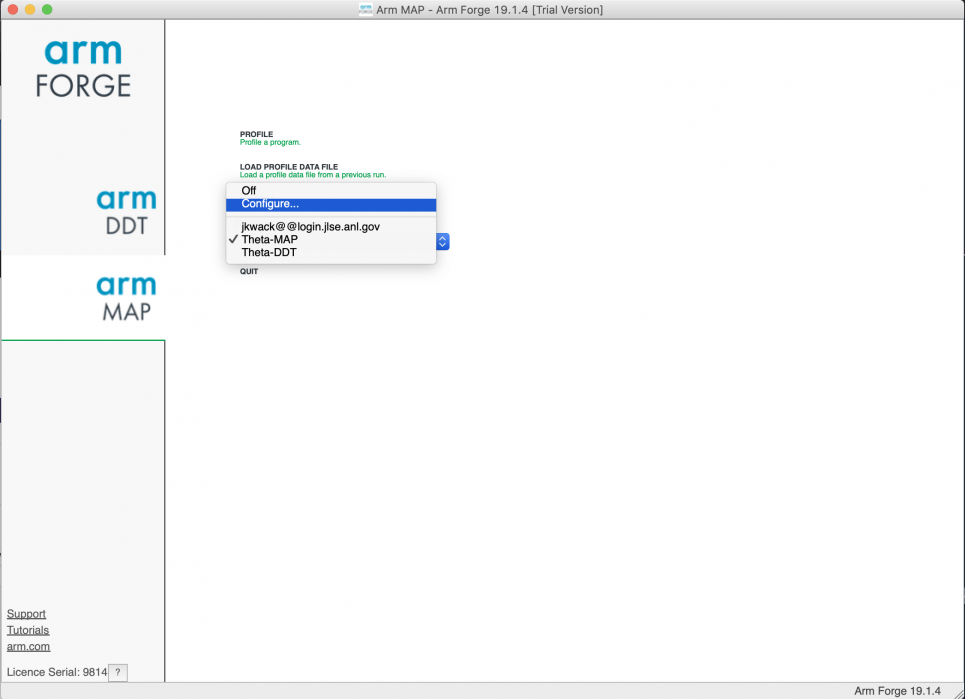 Arm MAP - Arm Forge 19.1.4 [Trial Version]
arm
FORGE
arm
DDT
arm
MAP
PROFILE
Profile a program.
LOAD PROFILE DATA FILE
Load a profile data file from a previous run.
Off
Configure...
jkwack@@login.jlse.anl.gov
✓ Theta-MAP
Theta-DDT
QUIT
Support
Tutorials
arm.com
Licence Serial: 9814 ?
Arm Forge 19.1.4